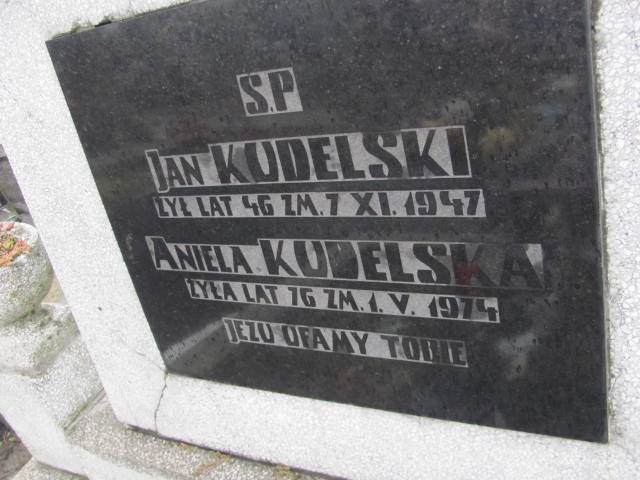 Ś.P
JAN KUDELSKI
ŻYŁ LAT 46 ZM. 7 XI. 1947
ANIELA KUDELSKA
ŻYŁA LAT 76 ZM. 1. V. 1974
JEZU UFAMY TOBIE